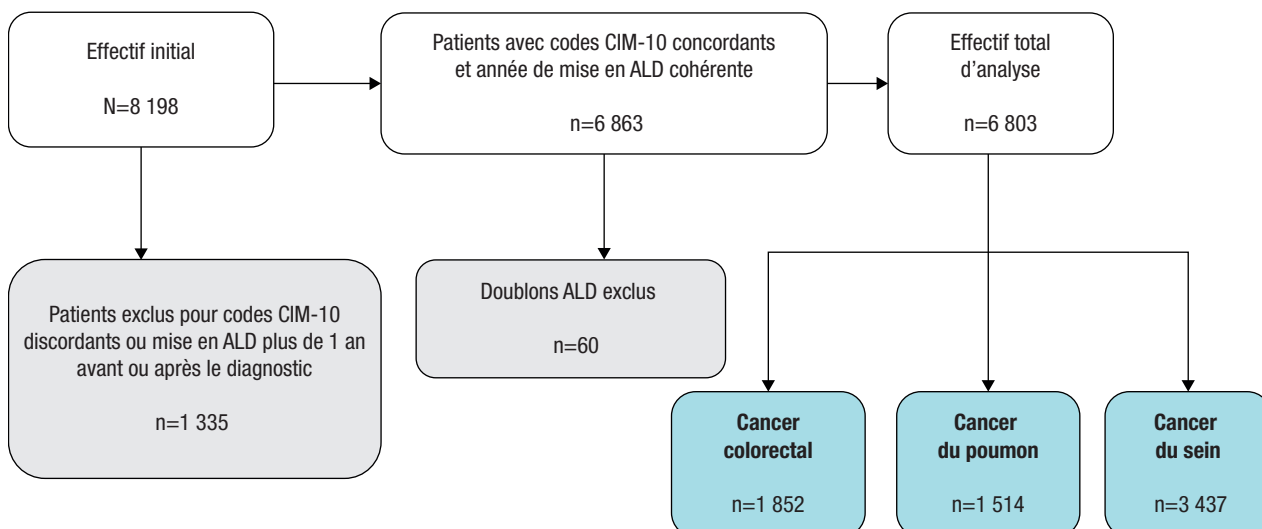 Effectif initial
N=8 198
Patients avec codes CIM-10 concordants
et année de mise en ALD cohérente
n=6 863
Effectif total
d’analyse
n=6 803
Patients exclus pour codes CIM-10
discordants ou mise en ALD plus de 1 an
avant ou après le diagnostic
n=1 335
Doublons ALD exclus
n=60
Cancer
colorectal
n=1 852
Cancer
du poumon
n=1 514
Cancer
du sein
n=3 437